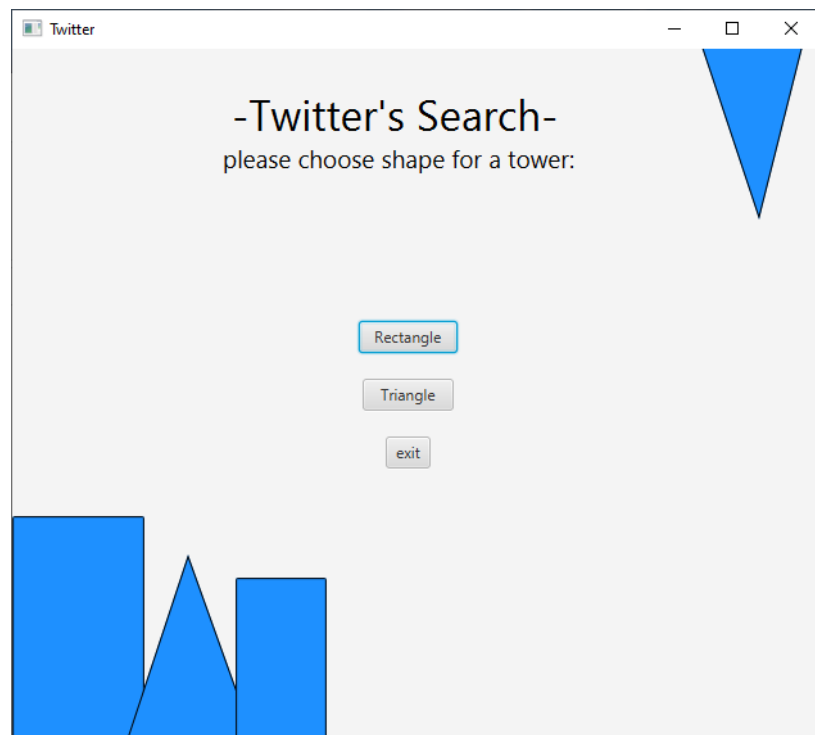 Twitter
-Twitter's Search-
please choose shape for a tower:
Rectangle
Triangle
exit